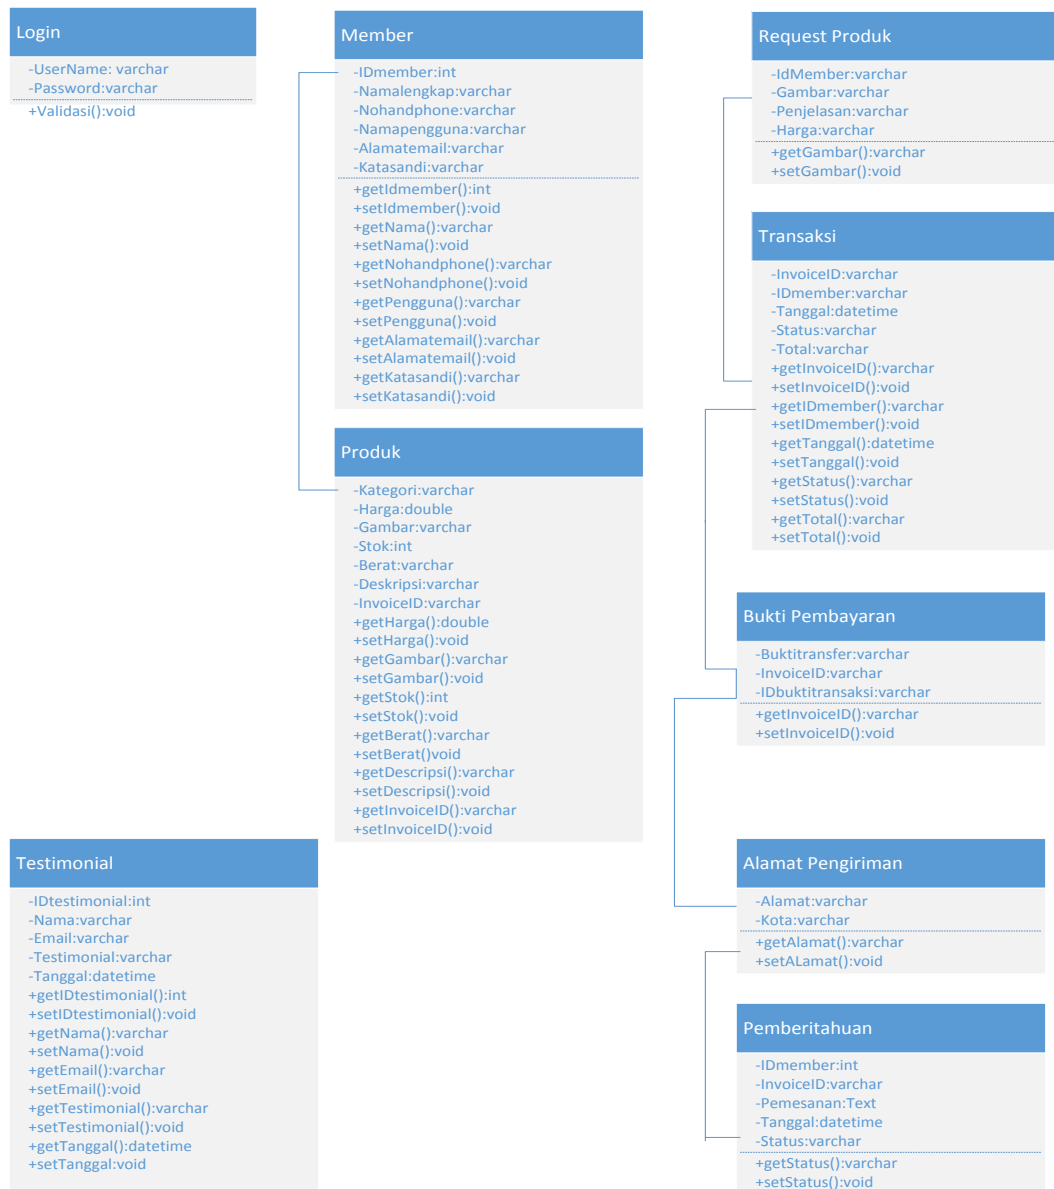 Login
-UserName: varchar
-Password:varchar
+Validasi():void
Member
-IDmember:int
-Namalengkap:varchar
-Nohandphone:varchar
-Namapengguna:varchar
-Alamatemail:varchar
-Katasandi:varchar
+getIdmember():int
+setIdmember():void
+getNama():varchar
+setNama():void
+getNohandphone():varchar
+setNohandphone():void
+getPengguna():varchar
+setPengguna():void
+getAlamatemail():varchar
+setAlamatemail():void
+getKatasandi():varchar
+setKatasandi():void
Produk
-Kategori:varchar
-Harga:double
-Gambar:varchar
-Stok:int
-Berat:varchar
-Deskripsi:varchar
-InvoiceID:varchar
+getHarga():double
+setHarga():void
+getGambar():varchar
+setGambar():void
+getStok():int
+setStok():void
+getBerat():varchar
+setBerat()void
+getDescripsi():varchar
+setDescripsi():void
+getInvoiceID():varchar
+setInvoiceID():void
Testimonial
-IDtestimonial:int
-Nama:varchar
-Email:varchar
-Testimonial:varchar
-Tanggal:datetime
+getIDtestimonial():int
+setIDtestimonial():void
+getNama():varchar
+setNama():void
+getEmail():varchar
+setEmail():void
+getTestimonial():varchar
+setTestimonial():void
+getTanggal():datetime
+setTanggal:void
Request Produk
-IdMember:varchar
-Gambar:varchar
-Penjelasan:varchar
-Harga:varchar
+getGambar():varchar
+setGambar():void
Transaksi
-InvoiceID:varchar
-IDmember:varchar
-Tanggal:datetime
-Status:varchar
-Total:varchar
+getInvoiceID():varchar
+setInvoiceID():void
+getIDmember():varchar
+setIDmember():void
+getTanggal():datetime
+setTanggal():void
+getStatus():varchar
+setStatus():void
+getTotal():varchar
+setTotal():void
Bukti Pembayaran
-Buktitransfer:varchar
-InvoiceID:varchar
-IDbuktitransaksi:varchar
+getInvoiceID():varchar
+setInvoiceID():void
Alamat Pengiriman
-Alamat:varchar
-Kota:varchar
+getAlamat():varchar
+setALamat():void
Pemberitahuan
-IDmember:int
-InvoiceID:varchar
-Pemesanan:Text
-Tanggal:datetime
-Status:varchar
+getStatus():varchar
+setStatus():void